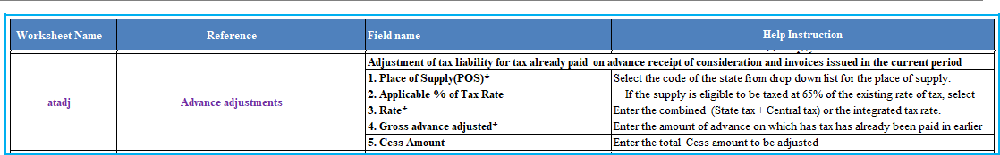 Worksheet Name Reference Field name Help Instruction
Adjustment of tax liability for tax already paid on advance receipt of consideration and invoices issued in the current period
1. Place of Supply(POS)* Select the code of the state from drop down list for the place of supply.
2. Applicable % of Tax Rate If the supply is eligible to be taxed at 65% of the existing rate of tax, select
atadj Advance adjustments 3. Rate* Enter the combined (State tax + Central tax) or the integrated tax rate.
4. Gross advance adjusted* Enter the amount of advance on which has tax has already been paid in earlier
5. Cess Amount Enter the total Cess amount to be adjusted